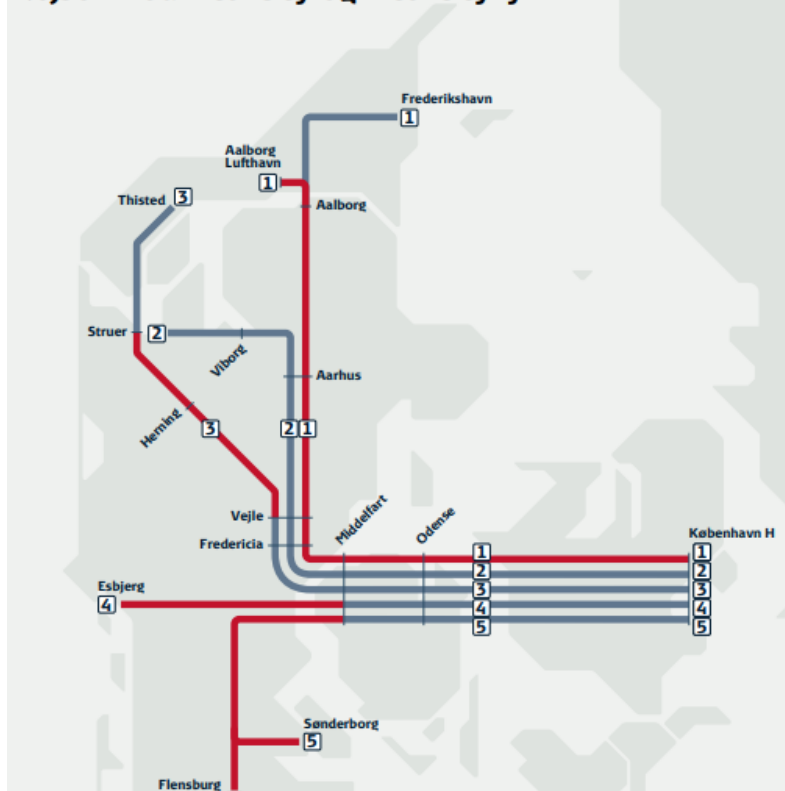 Frederikshavn
1
Aalborg
Lufthavn
1
Aalborg
Thisted
3
Struer
2
Viborg
Aarhus
Herning
3
2 1
Vejle
Fredericia
Middelfart
Odense
København H
1 1
2 2
3 3
4 4
5 5
Esbjerg
4
Sønderborg
5
Flensburg